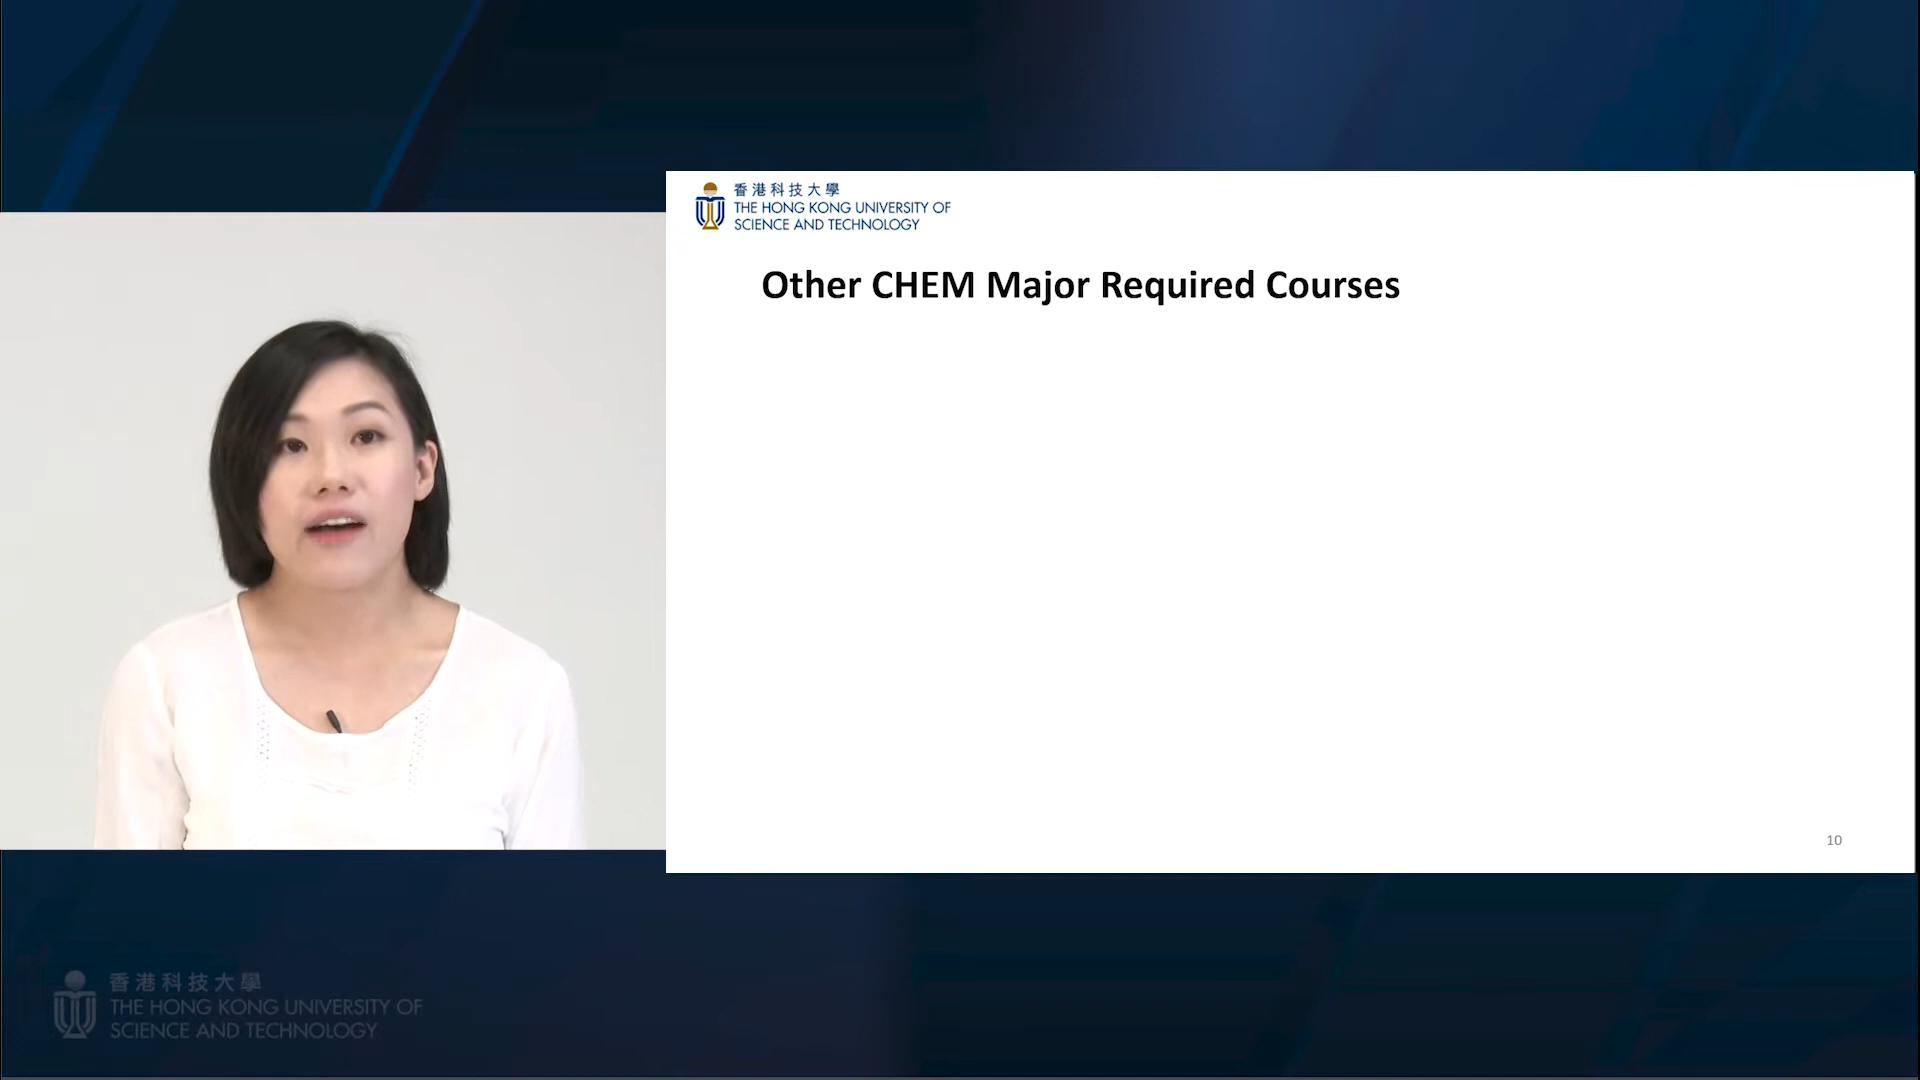 香港科技大學
THE HONG KONG UNIVERSITY OF
SCIENCE AND TECHNOLOGY
Other CHEM Major Required Courses
10
香港科技大學
THE HONG KONG UNIVERSITY OF
SCIENCE AND TECHNOLOGY